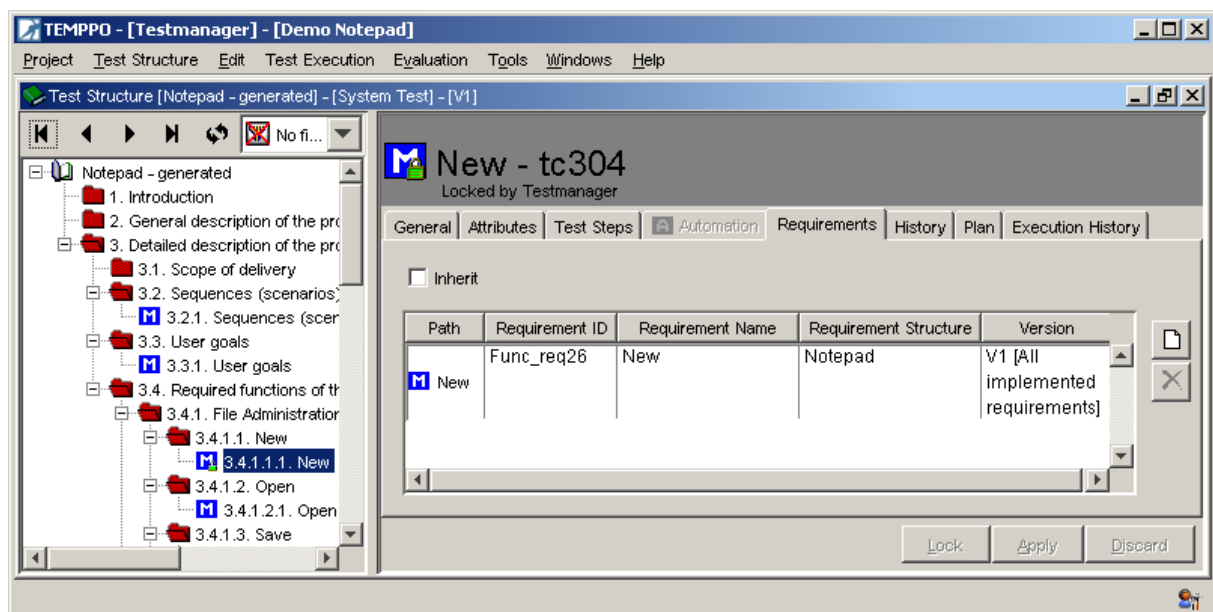 TEMPPO - [Testmanager] - [Demo Notepad]
Project Test Structure Edit Test Execution Evaluation Tools Windows Help
Test Structure [Notepad - generated] - [System Test] - [V1]
No fi...
Notepad - generated
1. Introduction
2. General description of the pro
3. Detailed description of the pro
3.1. Scope of delivery
3.2. Sequences (scenarios)
3.2.1. Sequences (scer
3.3. User goals
3.3.1. User goals
3.4. Required functions of th
3.4.1. File Administration
3.4.1.1. New
3.4.1.1.1. New
3.4.1.2. Open
3.4.1.2.1. Open
3.4.1.3. Save
New - tc304
Locked by Testmanager
General Attributes Test Steps Automation Requirements History Plan Execution History
Inherit
Path Requirement ID Requirement Name Requirement Structure Version
New Func_req26 New Notepad V1 [All
implemented
requirements]
Lock Apply Discard